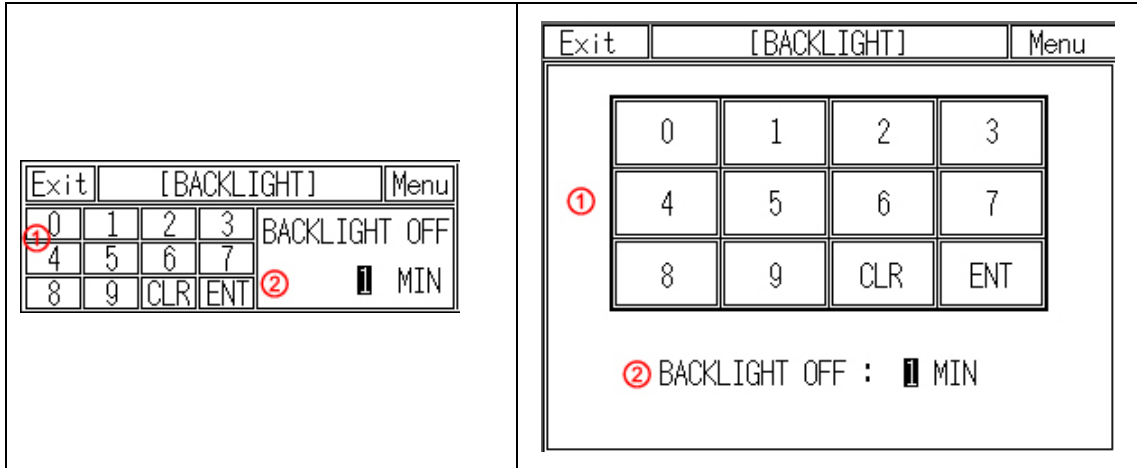 Exit [BACKLIGHT] Menu
① 0 1 2 3
4 5 6 7
8 9 CLR ENT
BACKLIGHT OFF
② 1 MIN
Exit [BACKLIGHT] Menu
0 1 2 3
① 4 5 6 7
8 9 CLR ENT
② BACKLIGHT OFF : 1 MIN